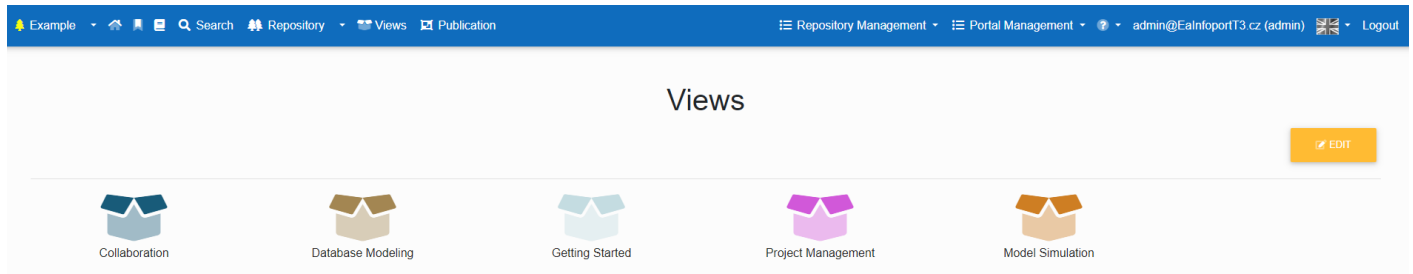 Example Search Repository Views Publication Repository Management Portal Management admin@EaInfoportT3.cz (admin) Logout
Views
EDIT
Collaboration Database Modeling Getting Started Project Management Model Simulation